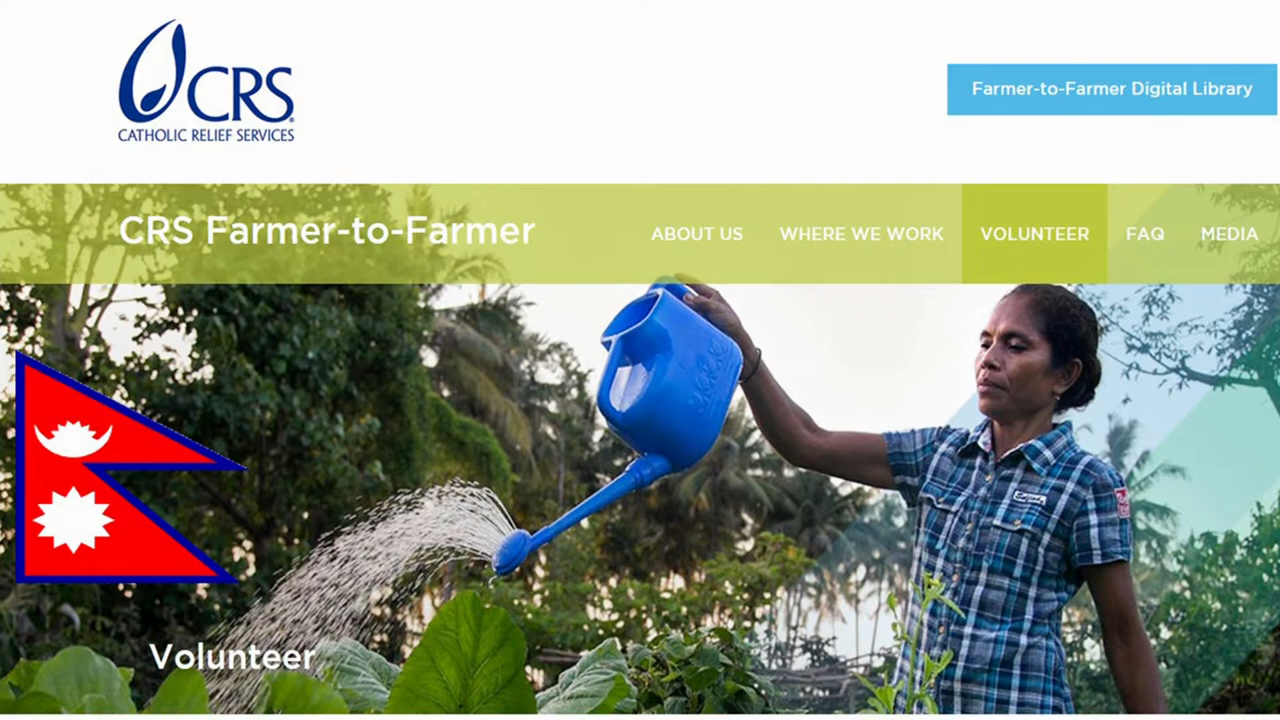 CRS
CATHOLIC RELIEF SERVICES
Farmer-to-Farmer Digital Library
CRS Farmer-to-Farmer
ABOUT US
WHERE WE WORK
VOLUNTEER
FAQ
MEDIA
Volunteer